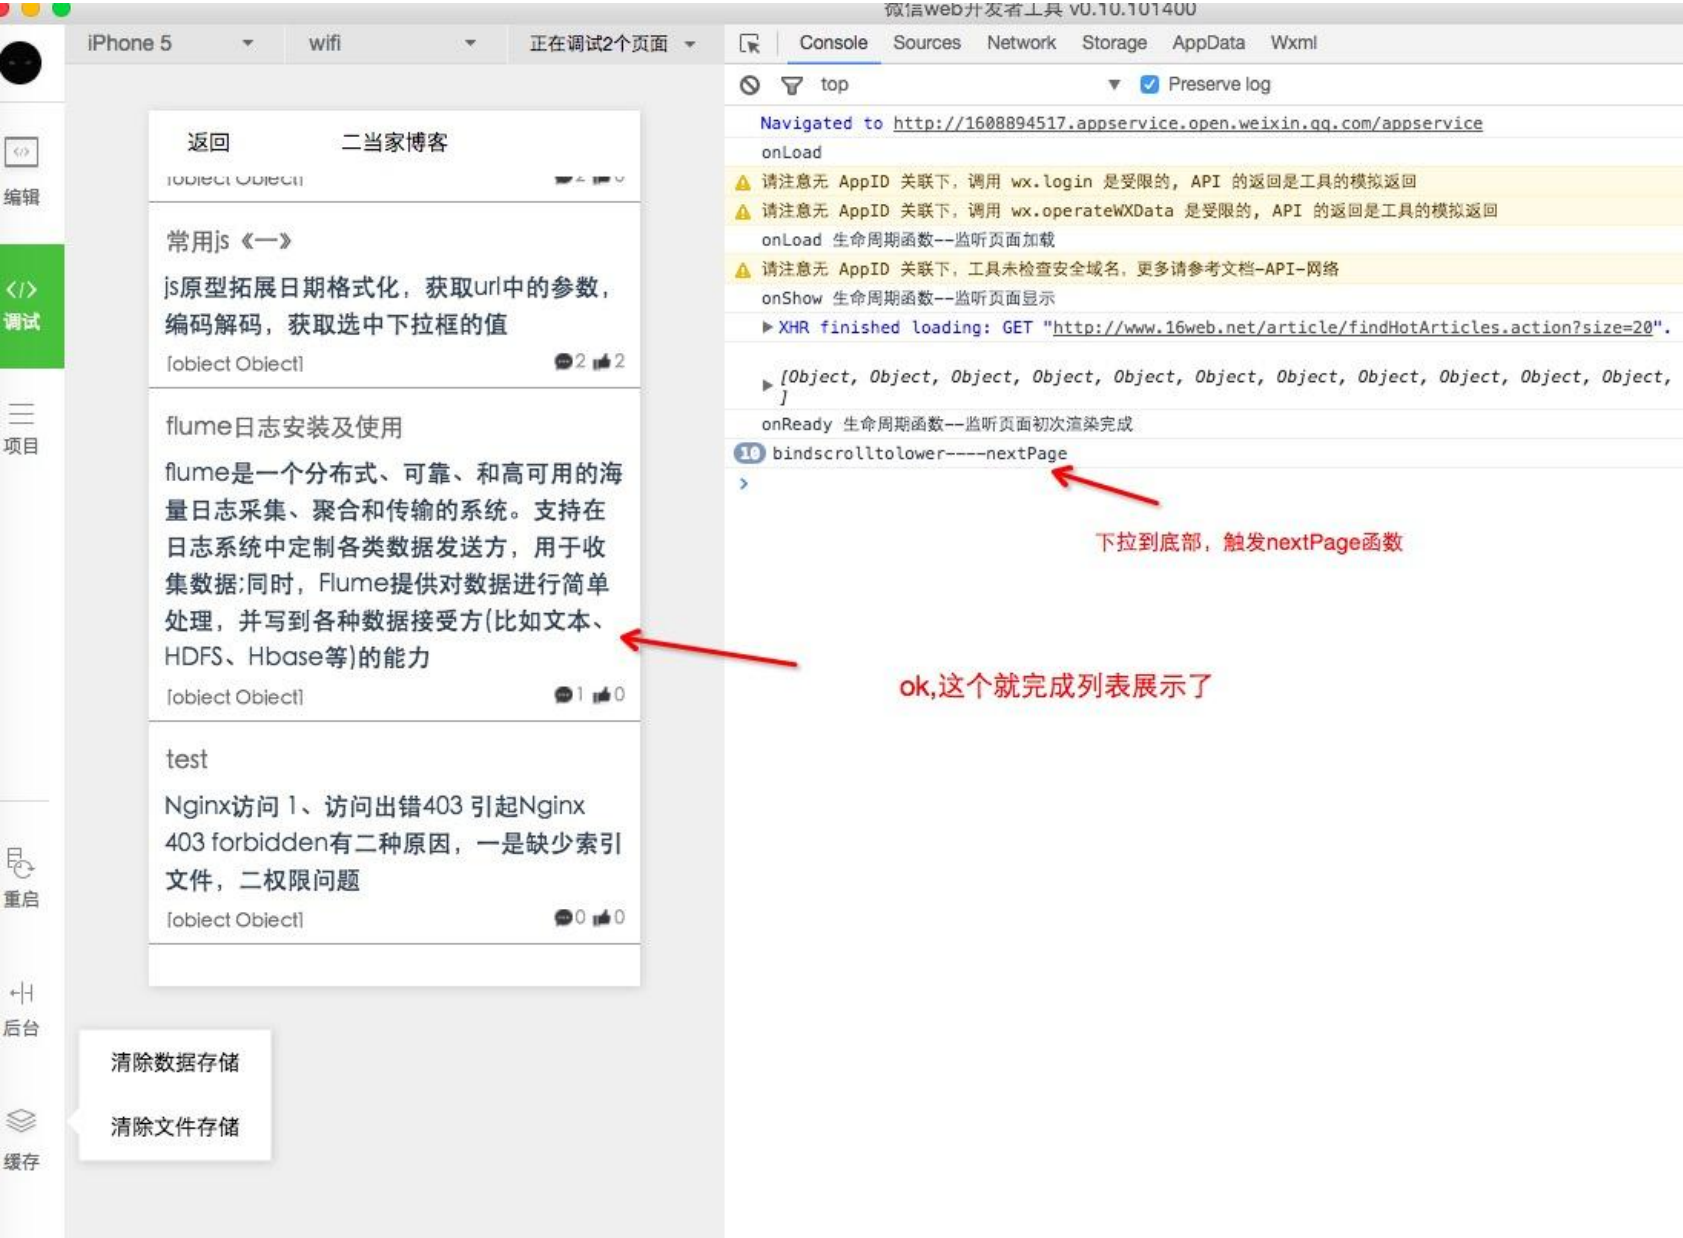 微信web开发者工具 v0.10.101400
iPhone 5
wifi
正在调试2个页面
Console
Sources
Network
Storage
AppData
Wxml
top
Preserve log
编辑
调试
项目
重启
后台
缓存
返回
二当家博客
[object Object]
2
0
常用js《一》
js原型拓展日期格式化，获取url中的参数，
编码解码，获取选中下拉框的值
[object Object]
2
2
flume日志安装及使用
flume是一个分布式、可靠、和高可用的海
量日志采集、聚合和传输的系统。支持在
日志系统中定制各类数据发送方，用于收
集数据;同时，Flume提供对数据进行简单
处理，并写到各种数据接受方(比如文本、
HDFS、Hbase等)的能力
[object Object]
1
0
test
Nginx访问 1、访问出错403 引起Nginx
403 forbidden有二种原因，一是缺少索引
文件，二权限问题
[object Object]
0
0
清除数据存储
清除文件存储
Navigated to http://1608894517.appservice.open.weixin.qq.com/appservice
onLoad
请注意无 AppID 关联下，调用 wx.login 是受限的, API 的返回是工具的模拟返回
请注意无 AppID 关联下，调用 wx.operateWXData 是受限的, API 的返回是工具的模拟返回
onLoad 生命周期函数--监听页面加载
请注意无 AppID 关联下，工具未检查安全域名，更多请参考文档-API-网络
onShow 生命周期函数--监听页面显示
XHR finished loading: GET "http://www.16web.net/article/findHotArticles.action?size=20".
[Object, Object, Object, Object, Object, Object, Object, Object, Object, Object, Object,
]
onReady 生命周期函数--监听页面初次渲染完成
10 bindscrolltolower----nextPage
下拉到底部，触发nextPage函数
ok,这个就完成列表展示了